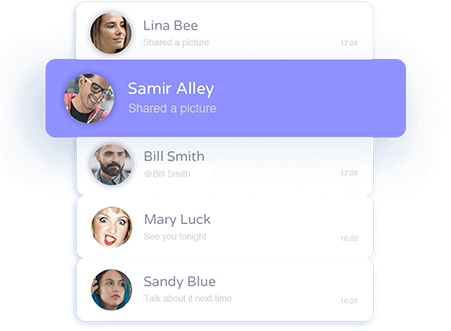 Lina Bee
Shared a picture
17:04
Samir Alley
Shared a picture
Bill Smith
@Bill Smith
17:01
Mary Luck
See you tonight
16:02
Sandy Blue
Talk about it next time
16:01